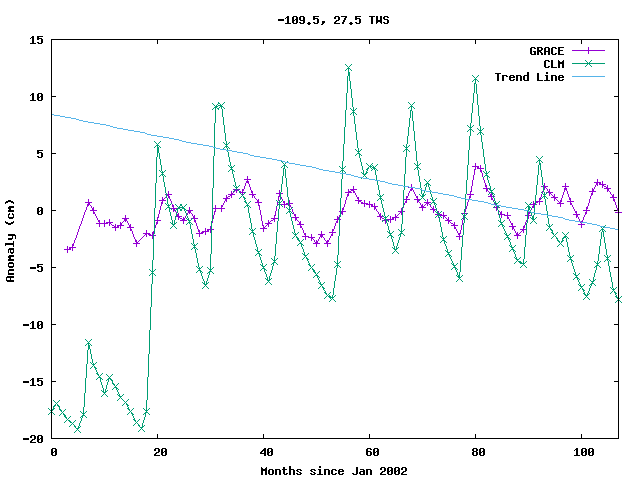 -109.5, 27.5 TWS
GRACE
CLM
Trend Line
15
10
5
0
-5
-10
-15
-20
Anomaly (cm)
0 20 40 60 80 100
Months since Jan 2002